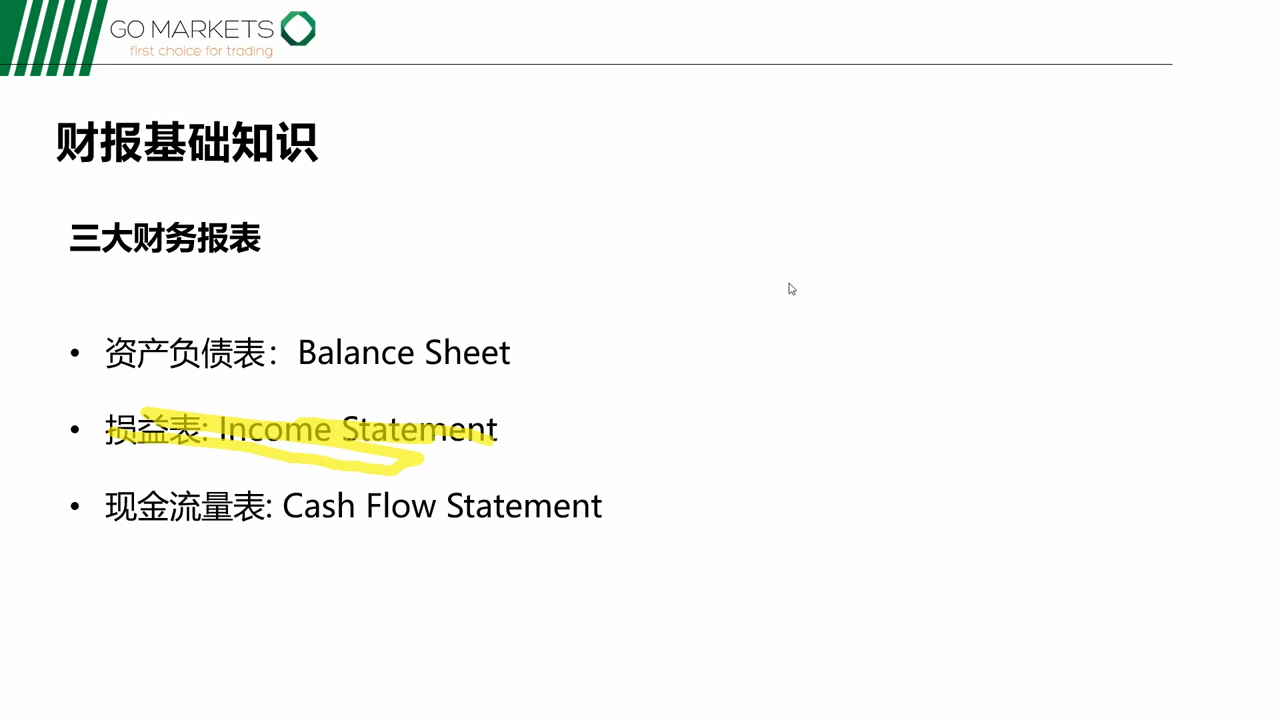 GO MARKETS
first choice for trading
财报基础知识
三大财务报表
• 资产负债表：Balance Sheet
• 损益表: Income Statement
• 现金流量表: Cash Flow Statement